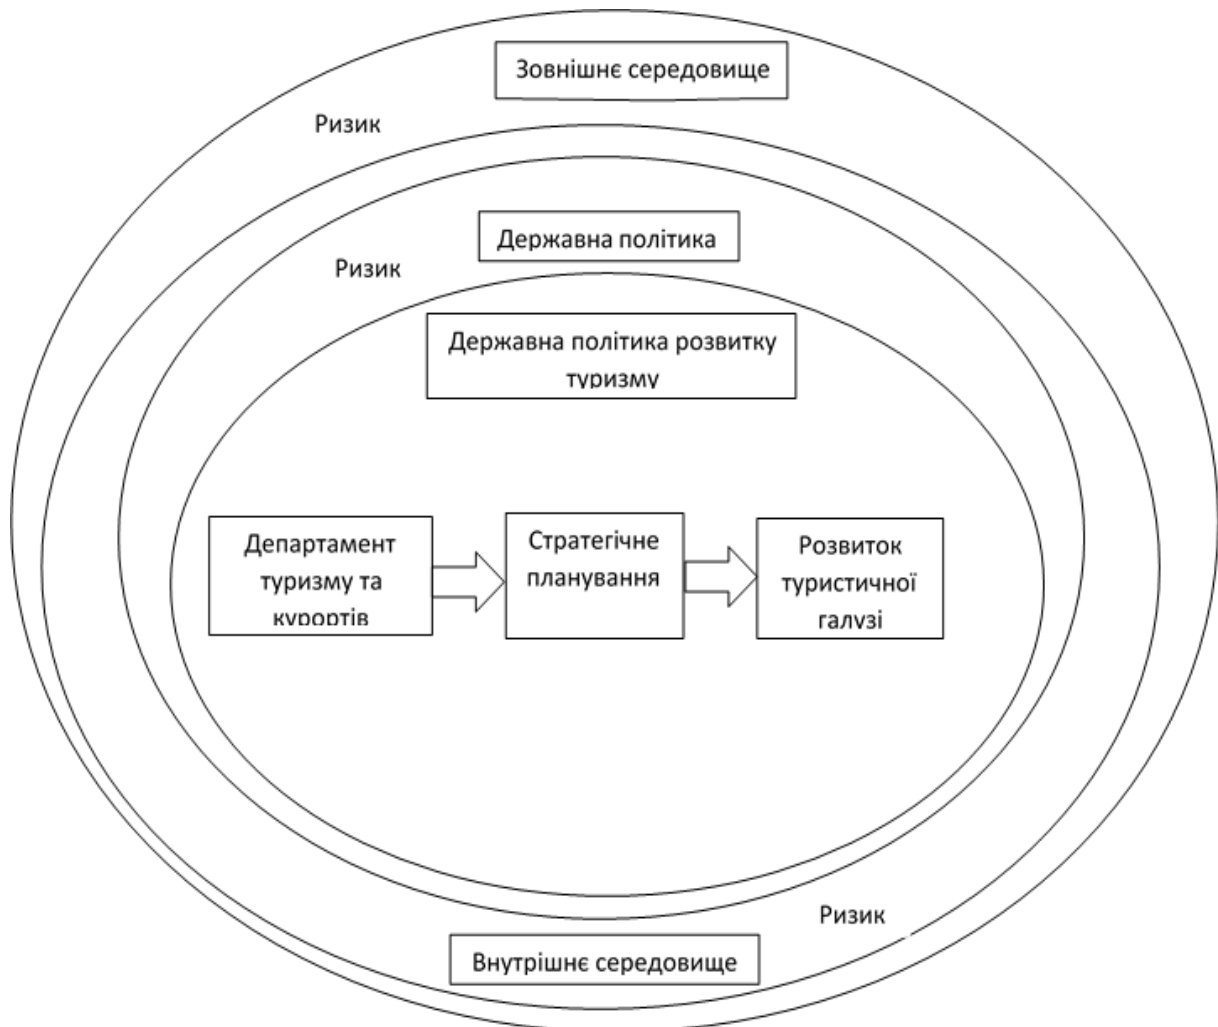 Зовнішнє середовище
Ризик
Державна політика
Ризик
Державна політика розвитку
туризму
Департамент
туризму та
курортів
Стратегічне
планування
Розвиток
туристичної
галузі
Ризик
Внутрішнє середовище